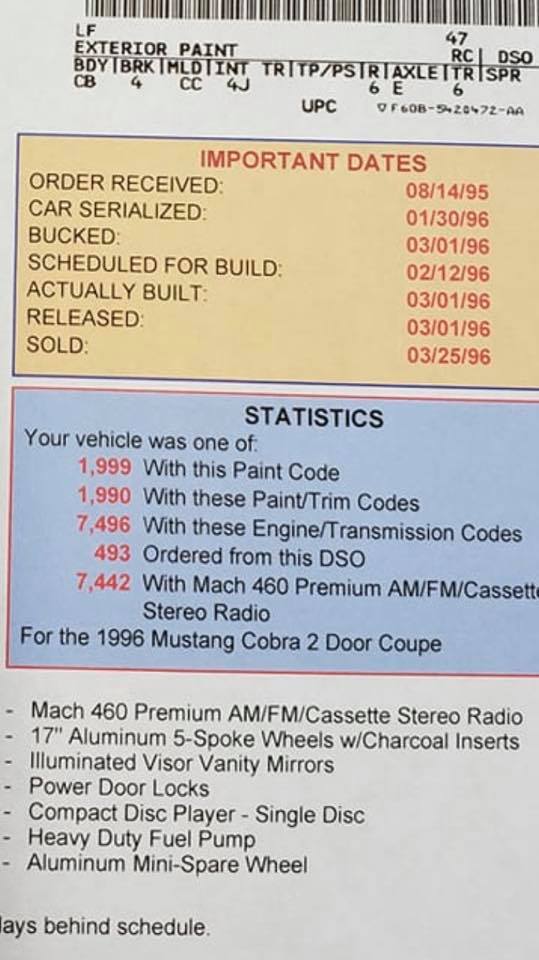 LF
47
EXTERIOR PAINT
RC| DSO
BDY|BRK|MLD|INT TR|TP/PS|R|AXLE|TR|SPR
CB 4 CC 4J 6 E 6
UPC ▽F60B-5420472-AA
IMPORTANT DATES
ORDER RECEIVED: 08/14/95
CAR SERIALIZED: 01/30/96
BUCKED: 03/01/96
SCHEDULED FOR BUILD: 02/12/96
ACTUALLY BUILT: 03/01/96
RELEASED: 03/01/96
SOLD: 03/25/96
STATISTICS
Your vehicle was one of:
1,999 With this Paint Code
1,990 With these Paint/Trim Codes
7,496 With these Engine/Transmission Codes
493 Ordered from this DSO
7,442 With Mach 460 Premium AM/FM/Cassette
Stereo Radio
For the 1996 Mustang Cobra 2 Door Coupe
- Mach 460 Premium AM/FM/Cassette Stereo Radio
- 17" Aluminum 5-Spoke Wheels w/Charcoal Inserts
- Illuminated Visor Vanity Mirrors
- Power Door Locks
- Compact Disc Player - Single Disc
- Heavy Duty Fuel Pump
- Aluminum Mini-Spare Wheel
days behind schedule.